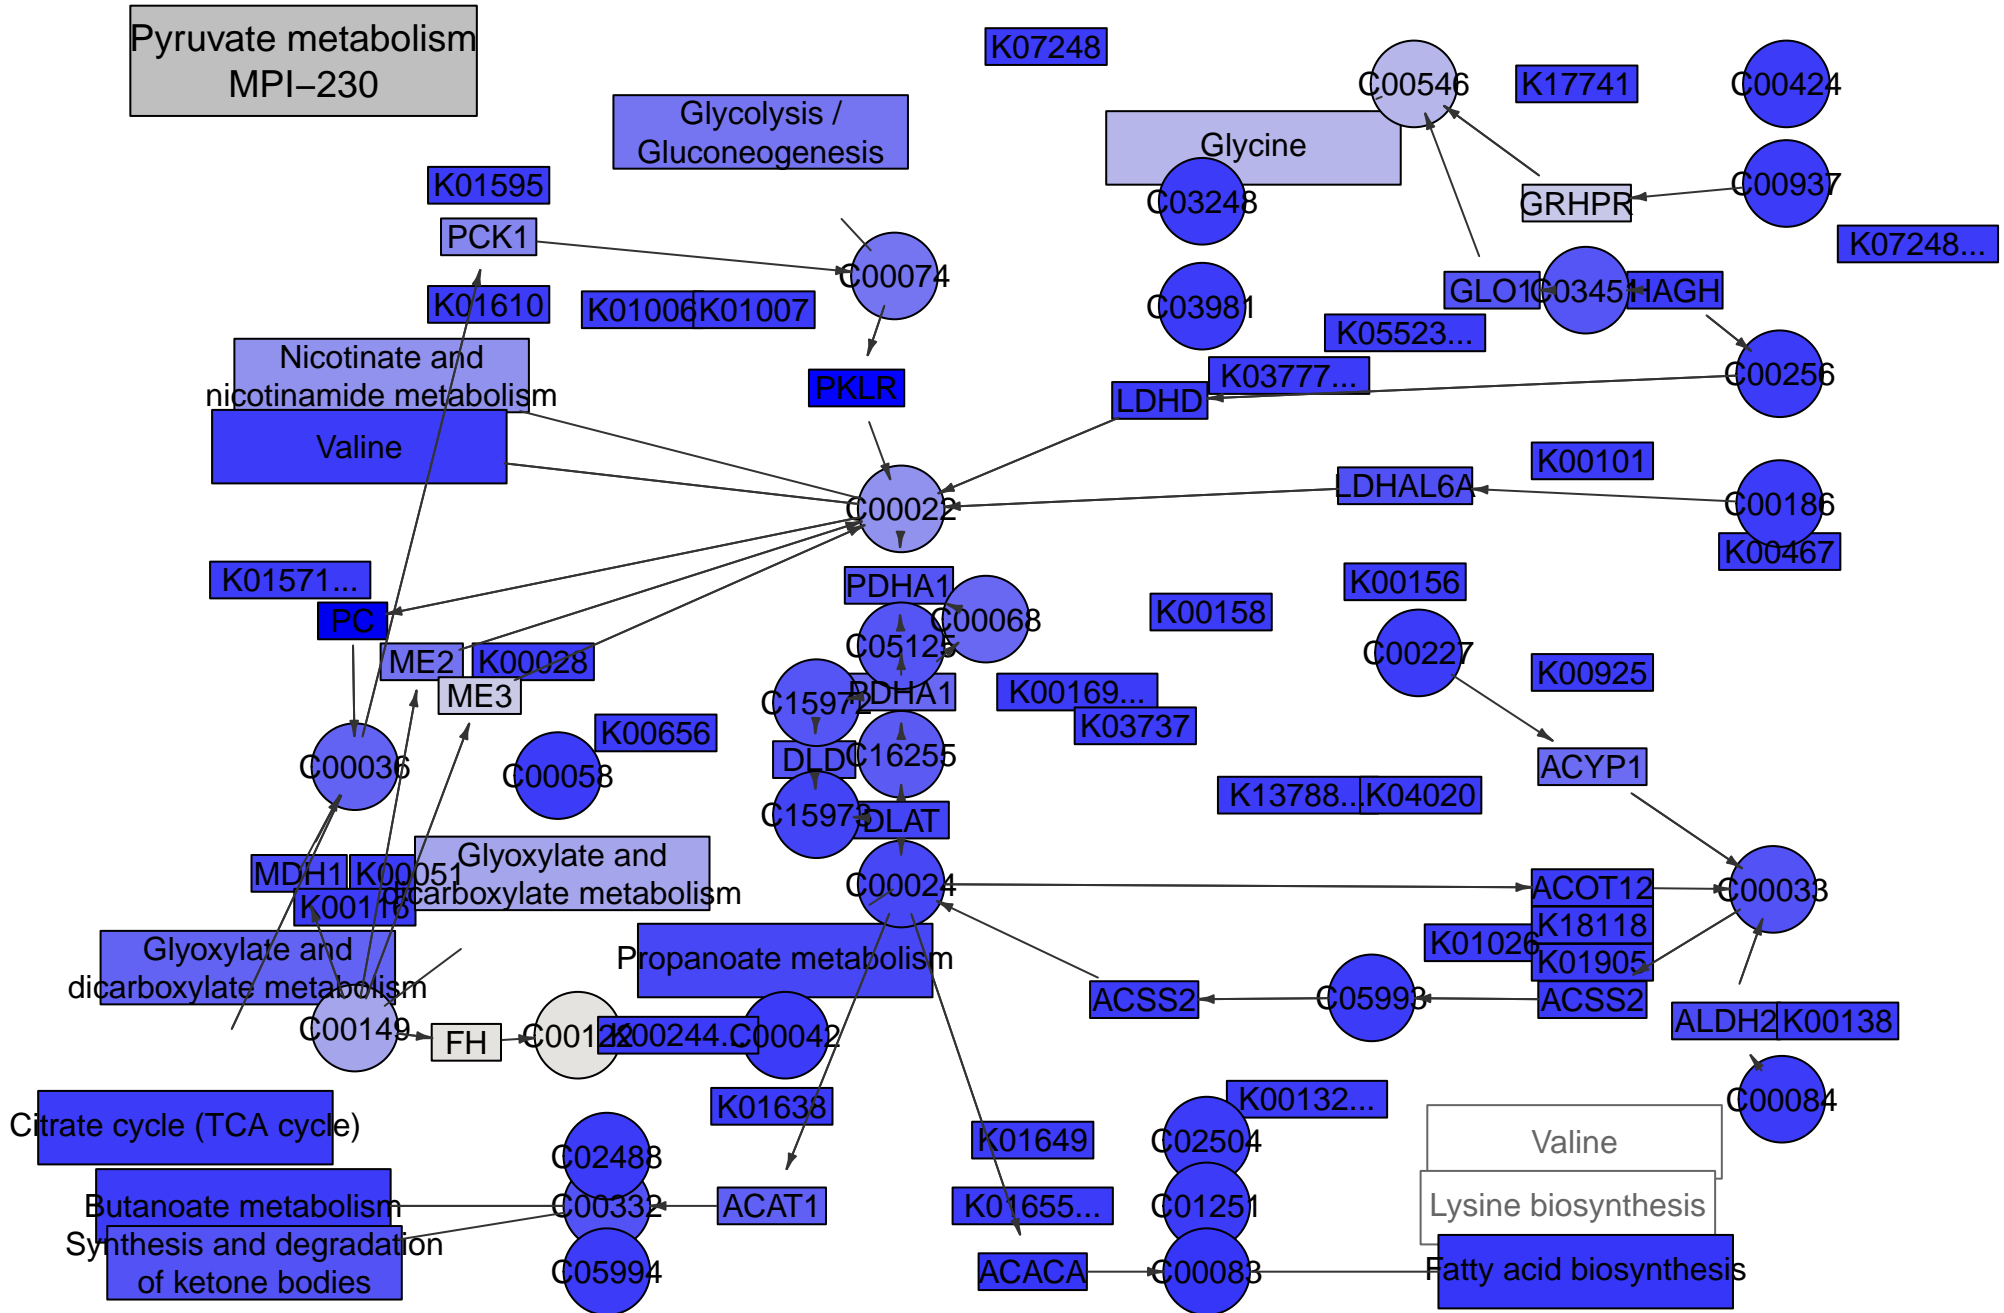 Pyruvate metabolism
MPI−230
K07248
C00546
K17741
C00424
Glycolysis /
Gluconeogenesis
Glycine
K01595
C03248
GRHPR
C00937
PCK1
K07248...
C00074
K01610
K01006
K01007
C03981
GLO1
C03451
HAGH
K05523...
Nicotinate and
nicotinamide metabolism
PKLR
K03777...
LDHD
C00256
Valine
K00101
LDHAL6A
C00186
C00022
K00467
K01571...
PDHA1
K00156
PC
C00068
K00158
C05125
C00227
ME2
K00028
ME3
PDHA1
K00169...
K00925
C15972
K03737
K00656
C00036
C00058
DLD
C16255
ACYP1
K13788...
K04020
C15973
DLAT
MDH1
K00051
Glyoxylate and
dicarboxylate metabolism
K00116
C00024
ACOT12
C00033
K18118
K01026
Glyoxylate and
dicarboxylate metabolism
Propanoate metabolism
K01905
ACSS2
C05993
ACSS2
C00149
FH
C00122
K00244...
C00042
ALDH2
K00138
K01638
K00132...
C00084
Citrate cycle (TCA cycle)
C02488
K01649
C02504
Valine
Butanoate metabolism
C00332
ACAT1
K01655...
C01251
Lysine biosynthesis
Synthesis and degradation
of ketone bodies
C05994
ACACA
C00083
Fatty acid biosynthesis